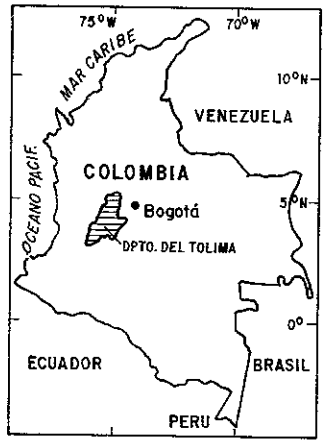 75°W 70°W
MAR CARIBE
10°N
VENEZUELA
OCEANO PACIF.
COLOMBIA
5°N
Bogotá
DPTO. DEL TOLIMA
0°
ECUADOR
BRASIL
PERU